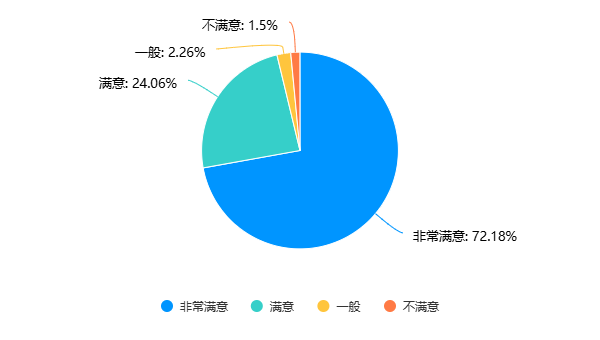 不满意: 1.5%
一般: 2.26%
满意: 24.06%
非常满意: 72.18%
非常满意 满意 一般 不满意